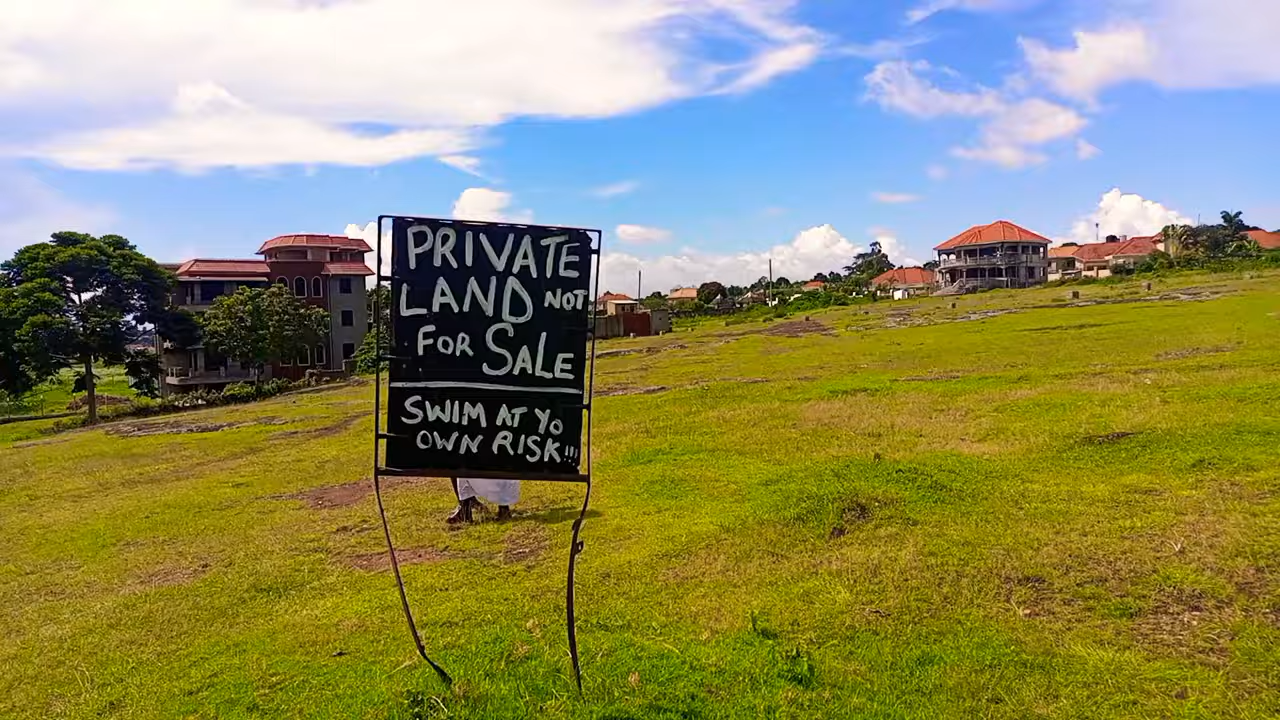 PRIVATE
LAND NOT
FOR SALE
SWIM AT YO
OWN RISK!!!